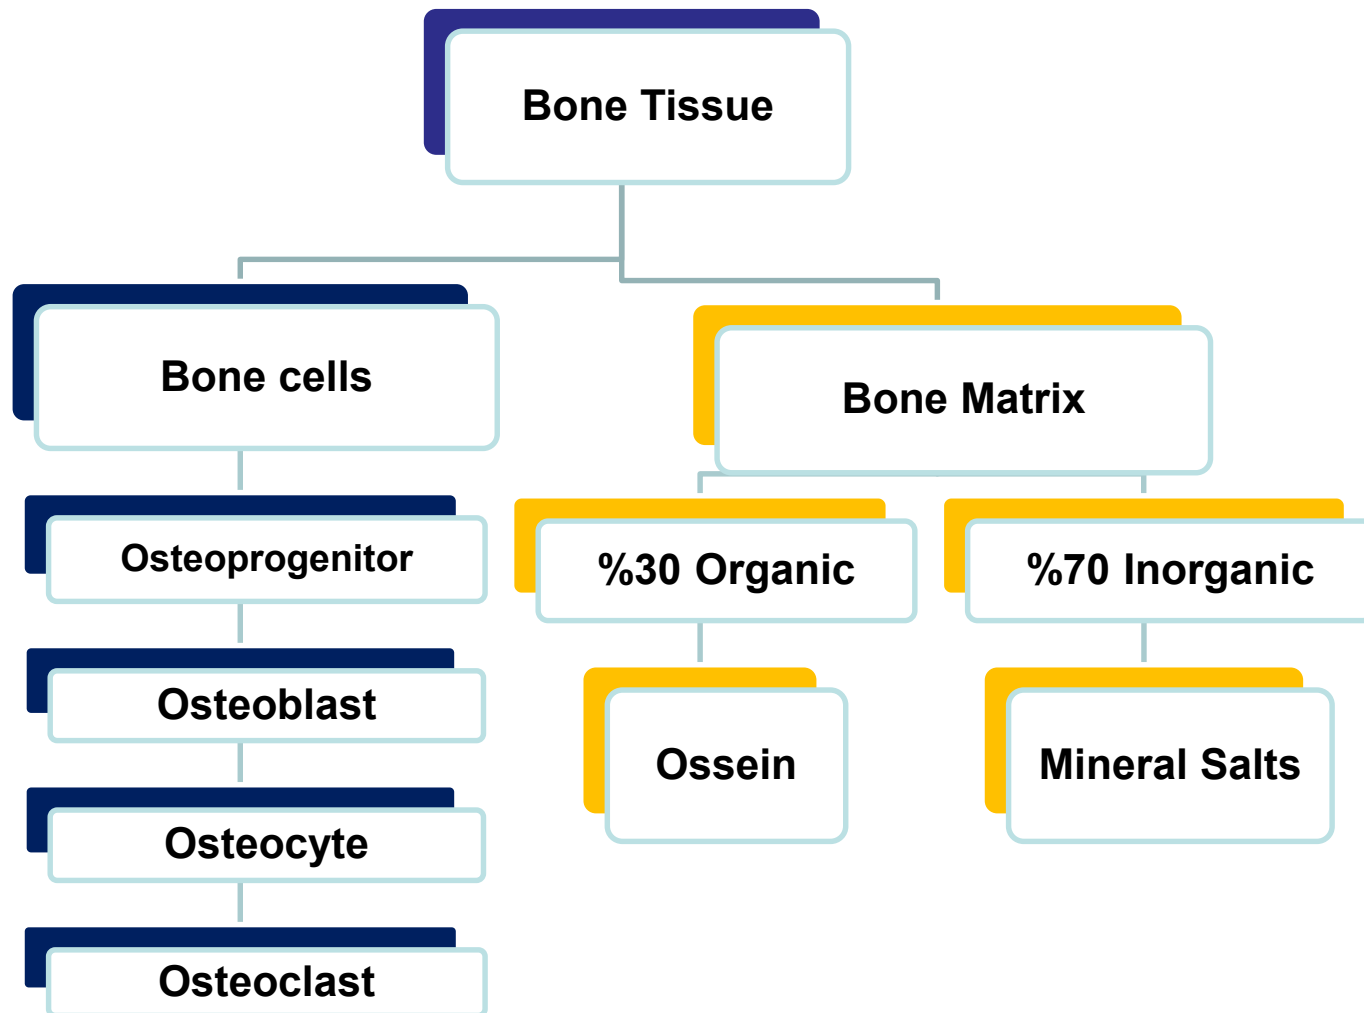 Bone Tissue
Bone cells
Bone Matrix
Osteoprogenitor
%30 Organic
%70 Inorganic
Osteoblast
Ossein
Mineral Salts
Osteocyte
Osteoclast